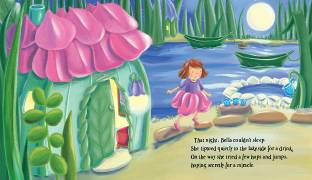 That night, Bella couldn't sleep.
She tiptoed quietly to the lakeside for a drink.
On the way she tried a few hops and jumps,
hoping secretly for a miracle.